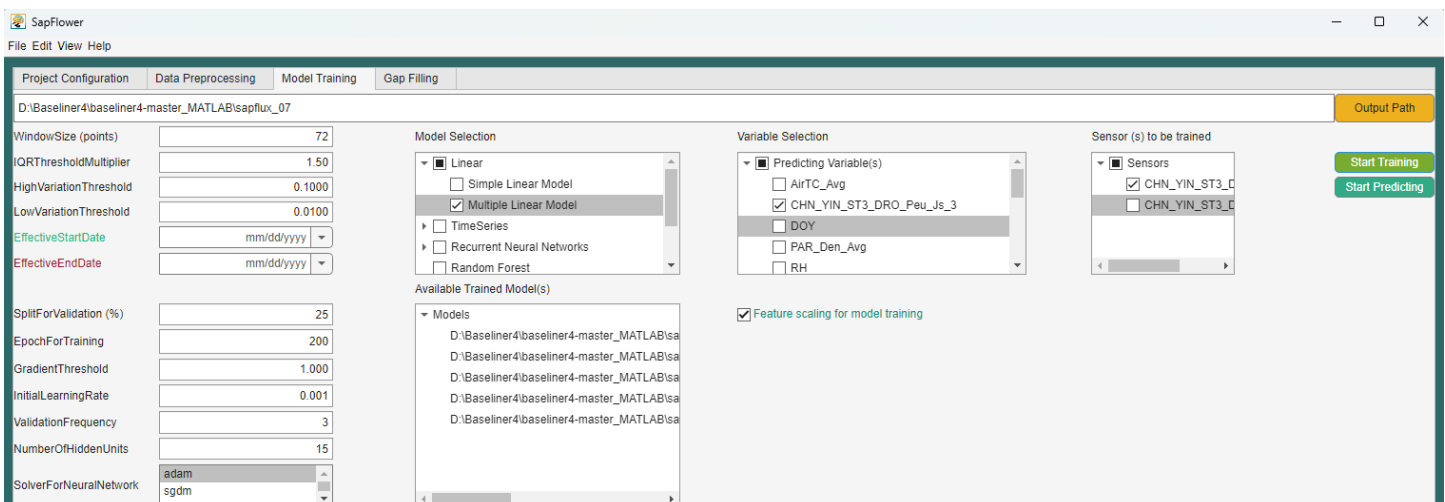 SapFlower
File Edit View Help
Project Configuration Data Preprocessing Model Training Gap Filling
D:\Baseliner4\baseliner4-master_MATLAB\sapflux_07 Output Path
WindowSize (points) 72 Model Selection Variable Selection Sensor (s) to be trained
IQRThresholdMultiplier 1.50 Linear Predicting Variable(s) Sensors Start Training
HighVariationThreshold 0.1000 Simple Linear Model AirTC_Avg CHN_YIN_ST3_D Start Predicting
LowVariationThreshold 0.0100 Multiple Linear Model CHN_YIN_ST3_DRO_Peu_Js_3 CHN_YIN_ST3_D
EffectiveStartDate mm/dd/yyyy TimeSeries DOY
Recurrent Neural Networks PAR_Den_Avg
EffectiveEndDate mm/dd/yyyy Random Forest RH
Available Trained Model(s)
SplitForValidation (%) 25 Models Feature scaling for model training
EpochForTraining 200 D:\Baseliner4\baseliner4-master_MATLAB\sa
D:\Baseliner4\baseliner4-master_MATLAB\sa
GradientThreshold 1.000 D:\Baseliner4\baseliner4-master_MATLAB\sa
InitialLearningRate 0.001 D:\Baseliner4\baseliner4-master_MATLAB\sa
ValidationFrequency 3 D:\Baseliner4\baseliner4-master_MATLAB\sa
NumberOfHiddenUnits 15
SolverForNeuralNetwork adam
sgdm